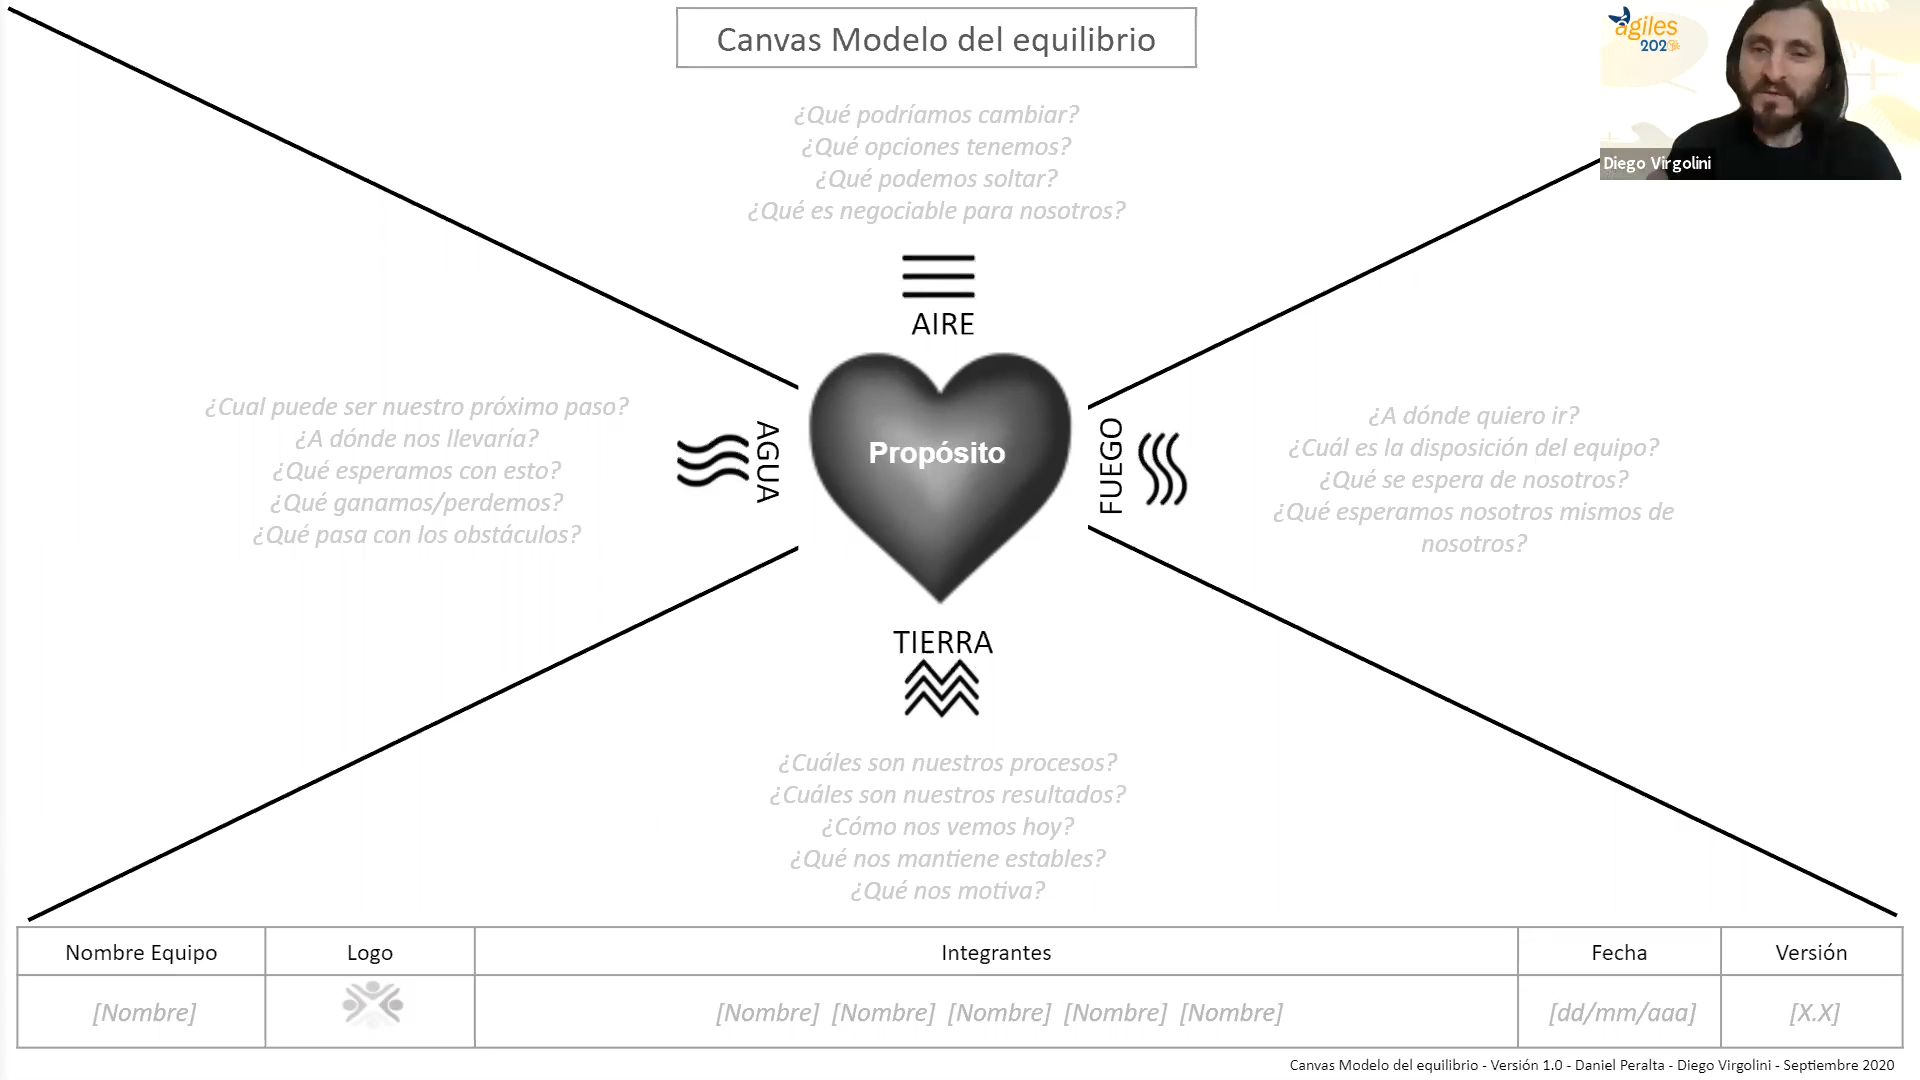 Canvas Modelo del equilibrio
ágiles
202
Diego Virgolini
¿Qué podríamos cambiar?
¿Qué opciones tenemos?
¿Qué podemos soltar?
¿Qué es negociable para nosotros?
AIRE
¿Cual puede ser nuestro próximo paso?
¿A dónde nos llevaría?
¿Qué esperamos con esto?
¿Qué ganamos/perdemos?
¿Qué pasa con los obstáculos?
AGUA
Propósito
FUEGO
¿A dónde quiero ir?
¿Cuál es la disposición del equipo?
¿Qué se espera de nosotros?
¿Qué esperamos nosotros mismos de
nosotros?
TIERRA
¿Cuáles son nuestros procesos?
¿Cuáles son nuestros resultados?
¿Cómo nos vemos hoy?
¿Qué nos mantiene estables?
¿Qué nos motiva?
Nombre Equipo Logo Integrantes Fecha Versión
[Nombre] [Nombre] [Nombre] [Nombre] [Nombre] [Nombre] [dd/mm/aaa] [X.X]
Canvas Modelo del equilibrio - Versión 1.0 - Daniel Peralta - Diego Virgolini - Septiembre 2020